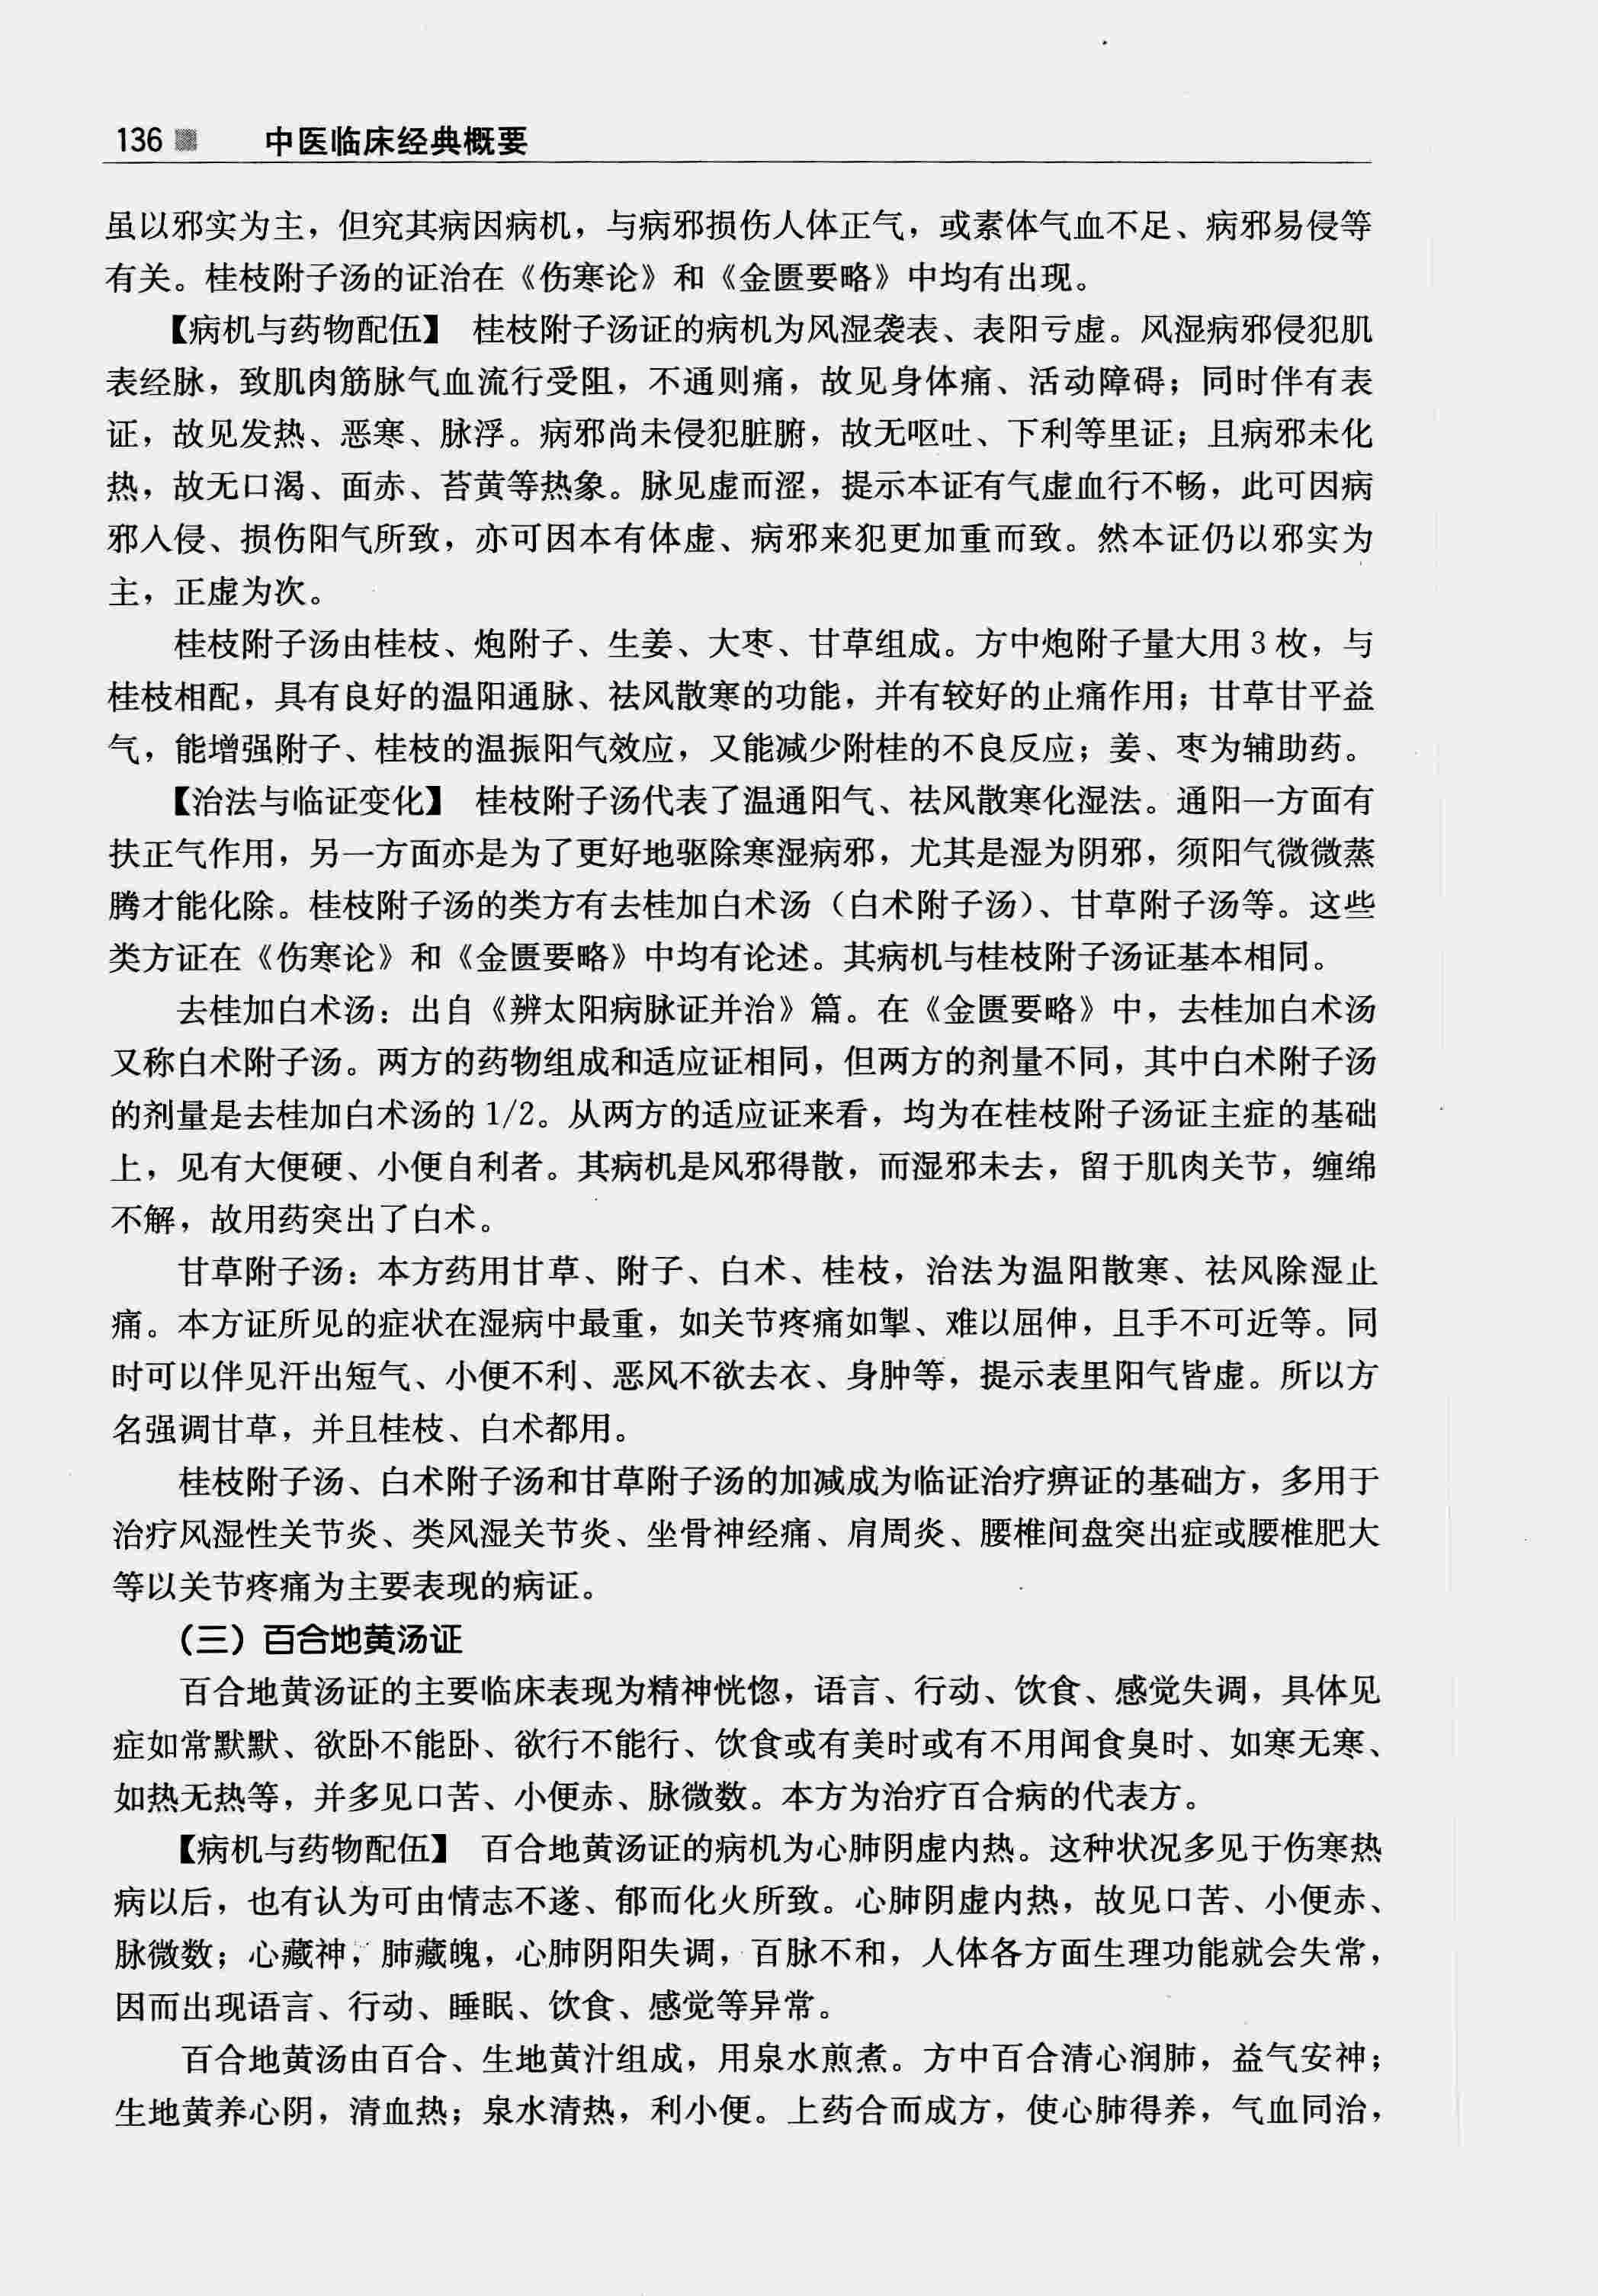 136 中医临床经典概要
虽以邪实为主，但究其病因病机，与病邪损伤人体正气，或素体气血不足、病邪易侵等
有关。桂枝附子汤的证治在《伤寒论》和《金匮要略》中均有出现。
【病机与药物配伍】 桂枝附子汤证的病机为风湿袭表、表阳亏虚。风湿病邪侵犯肌
表经脉，致肌肉筋脉气血流行受阻，不通则痛，故见身体痛、活动障碍；同时伴有表
证，故见发热、恶寒、脉浮。病邪尚未侵犯脏腑，故无呕吐、下利等里证；且病邪未化
热，故无口渴、面赤、苔黄等热象。脉见虚而涩，提示本证有气虚血行不畅，此可因病
邪入侵、损伤阳气所致，亦可因本有体虚、病邪来犯更加重而致。然本证仍以邪实为
主，正虚为次。
桂枝附子汤由桂枝、炮附子、生姜、大枣、甘草组成。方中炮附子量大用 3 枚，与
桂枝相配，具有良好的温阳通脉、祛风散寒的功能，并有较好的止痛作用；甘草甘平益
气，能增强附子、桂枝的温振阳气效应，又能减少附桂的不良反应；姜、枣为辅助药。
【治法与临证变化】 桂枝附子汤代表了温通阳气、祛风散寒化湿法。通阳一方面有
扶正气作用，另一方面亦是为了更好地驱除寒湿病邪，尤其是湿为阴邪，须阳气微微蒸
腾才能化除。桂枝附子汤的类方有去桂加白术汤（白术附子汤）、甘草附子汤等。这些
类方证在《伤寒论》和《金匮要略》中均有论述。其病机与桂枝附子汤证基本相同。
去桂加白术汤：出自《辨太阳病脉证并治》篇。在《金匮要略》中，去桂加白术汤
又称白术附子汤。两方的药物组成和适应证相同，但两方的剂量不同，其中白术附子汤
的剂量是去桂加白术汤的 1/2。从两方的适应证来看，均为在桂枝附子汤证主症的基础
上，见有大便硬、小便自利者。其病机是风邪得散，而湿邪未去，留于肌肉关节，缠绵
不解，故用药突出了白术。
甘草附子汤：本方药用甘草、附子、白术、桂枝，治法为温阳散寒、祛风除湿止
痛。本方证所见的症状在湿病中最重，如关节疼痛如掣、难以屈伸，且手不可近等。同
时可以伴见汗出短气、小便不利、恶风不欲去衣、身肿等，提示表里阳气皆虚。所以方
名强调甘草，并且桂枝、白术都用。
桂枝附子汤、白术附子汤和甘草附子汤的加减成为临证治疗痹证的基础方，多用于
治疗风湿性关节炎、类风湿关节炎、坐骨神经痛、肩周炎、腰椎间盘突出症或腰椎肥大
等以关节疼痛为主要表现的病证。
（三）百合地黄汤证
百合地黄汤证的主要临床表现为精神恍惚，语言、行动、饮食、感觉失调，具体见
症如常默默、欲卧不能卧、欲行不能行、饮食或有美时或有不用闻食臭时、如寒无寒、
如热无热等，并多见口苦、小便赤、脉微数。本方为治疗百合病的代表方。
【病机与药物配伍】 百合地黄汤证的病机为心肺阴虚内热。这种状况多见于伤寒热
病以后，也有认为可由情志不遂、郁而化火所致。心肺阴虚内热，故见口苦、小便赤、
脉微数；心藏神，肺藏魄，心肺阴阳失调，百脉不和，人体各方面生理功能就会失常，
因而出现语言、行动、睡眠、饮食、感觉等异常。
百合地黄汤由百合、生地黄汁组成，用泉水煎煮。方中百合清心润肺，益气安神；
生地黄养心阴，清血热；泉水清热，利小便。上药合而成方，使心肺得养，气血同治，